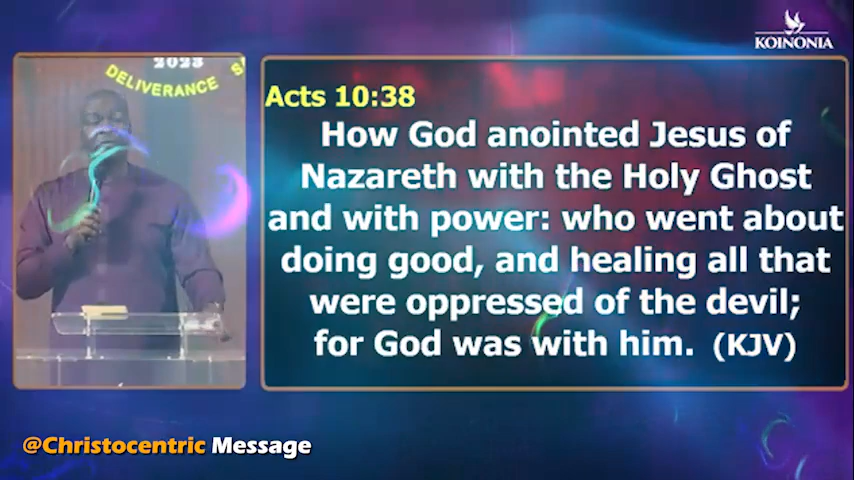 KOINONIA
2023
DELIVERANCE
Acts 10:38
How God anointed Jesus of
Nazareth with the Holy Ghost
and with power: who went about
doing good, and healing all that
were oppressed of the devil;
for God was with him. (KJV)
@Christocentric Message